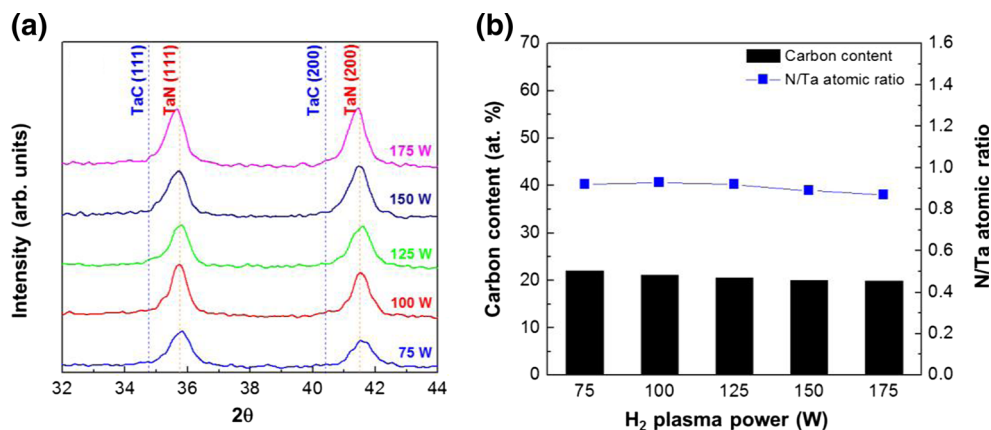 (a)
TaC (111)
TaN (111)
TaC (200)
TaN (200)
175 W
150 W
125 W
100 W
75 W
Intensity (arb. units)
32 34 36 38 40 42 44
2θ
(b)
Carbon content
N/Ta atomic ratio
70
60
50
40
30
20
10
0
Carbon content (at. %)
1.6
1.4
1.2
1.0
0.8
0.6
0.4
0.2
0.0
N/Ta atomic ratio
75 100 125 150 175
H₂ plasma power (W)